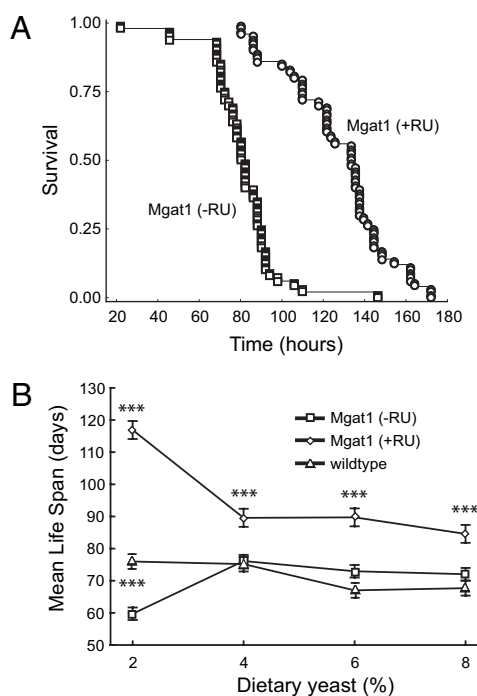 A
1.00
0.75
0.50
0.25
0.00
Survival
Mgat1 (+RU)
Mgat1 (-RU)
20 40 60 80 100 120 140 160 180
Time (hours)
B
130
120
110
100
90
80
70
60
50
Mean Life Span (days)
***
***
***
***
***
Mgat1 (-RU)
Mgat1 (+RU)
wildtype
2 4 6 8
Dietary yeast (%)